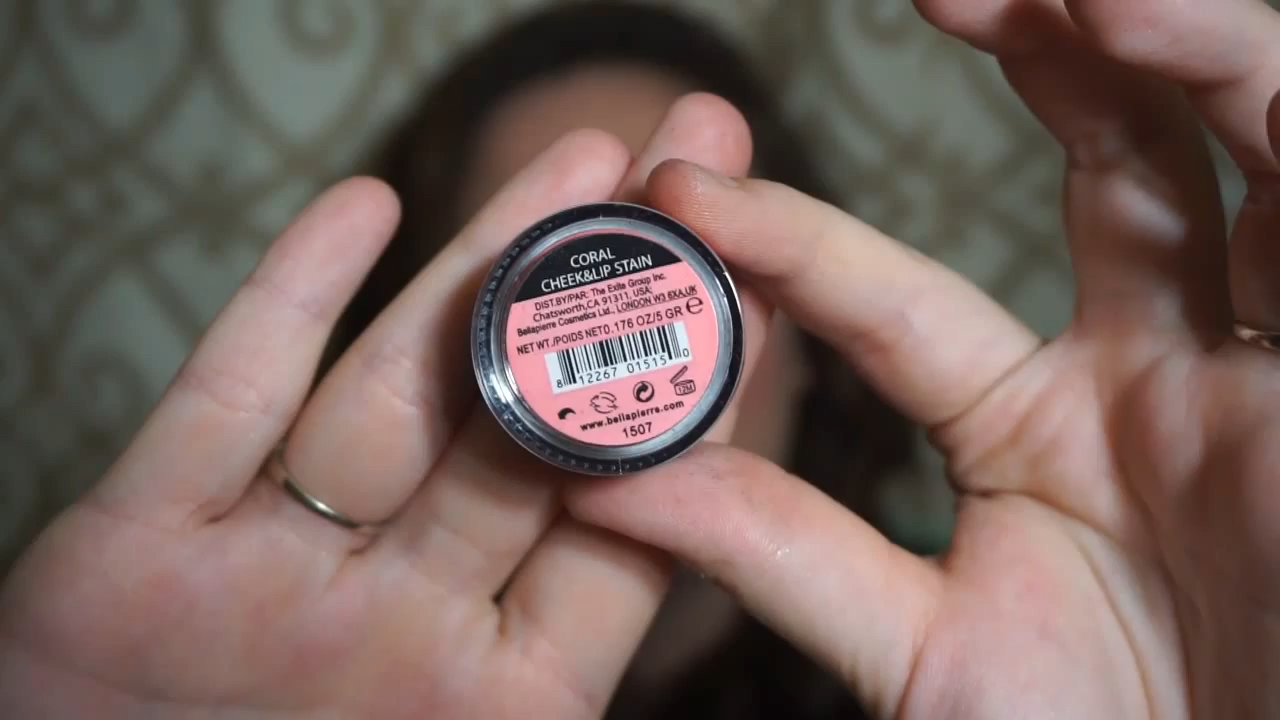 CORAL
CHEEK&LIP STAIN
DIST.BY/PAR: The Exite Group Inc.
Chatsworth,CA 91311, USA;
Bellapierre Cosmetics Ltd., LONDON W3 6XA,UK
NET WT./POIDS NET0.176 OZ/5 GR e
8 12267 01515 0
12M
www.bellapierre.com
1507